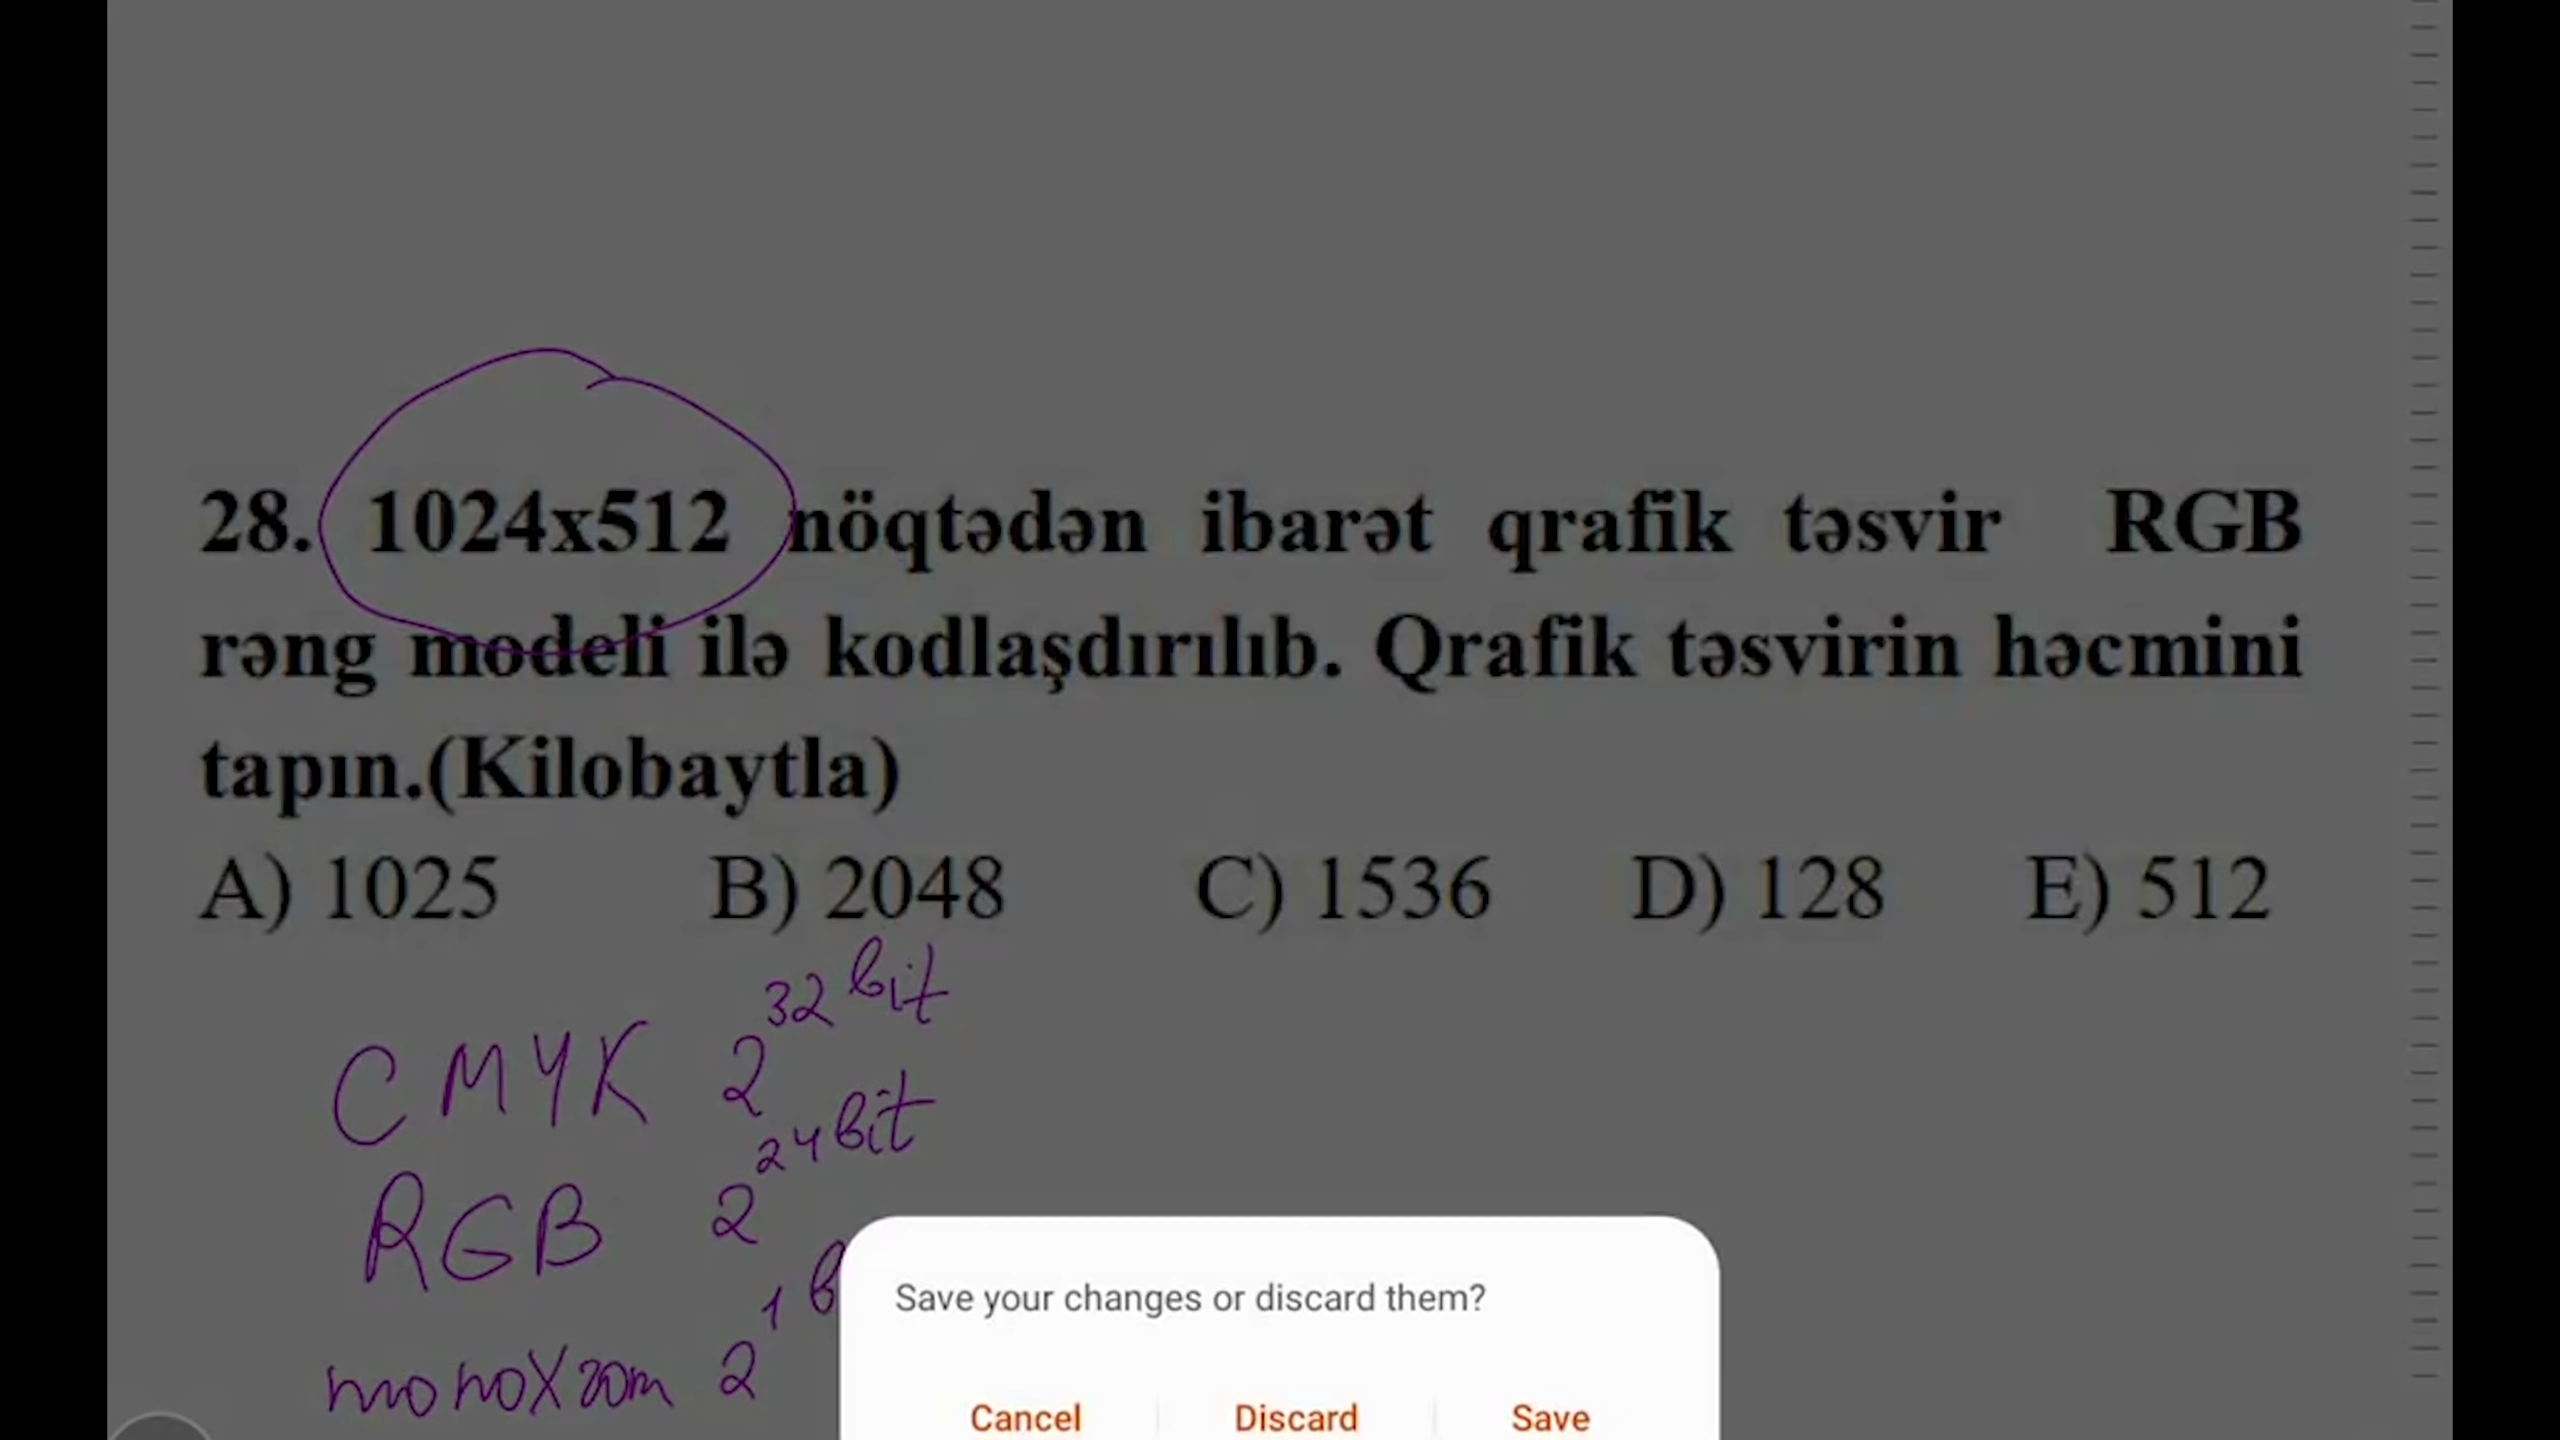 28. 1024x512 nöqtədən ibarət qrafik təsvir RGB
rəng modeli ilə kodlaşdırılıb. Qrafik təsvirin həcmini
tapın.(Kilobaytla)
A) 1025 B) 2048 C) 1536 D) 128 E) 512
CMYK 2^32 bit
RGB 2^24 bit
monoxrom 2^1
Save your changes or discard them?
Cancel Discard Save